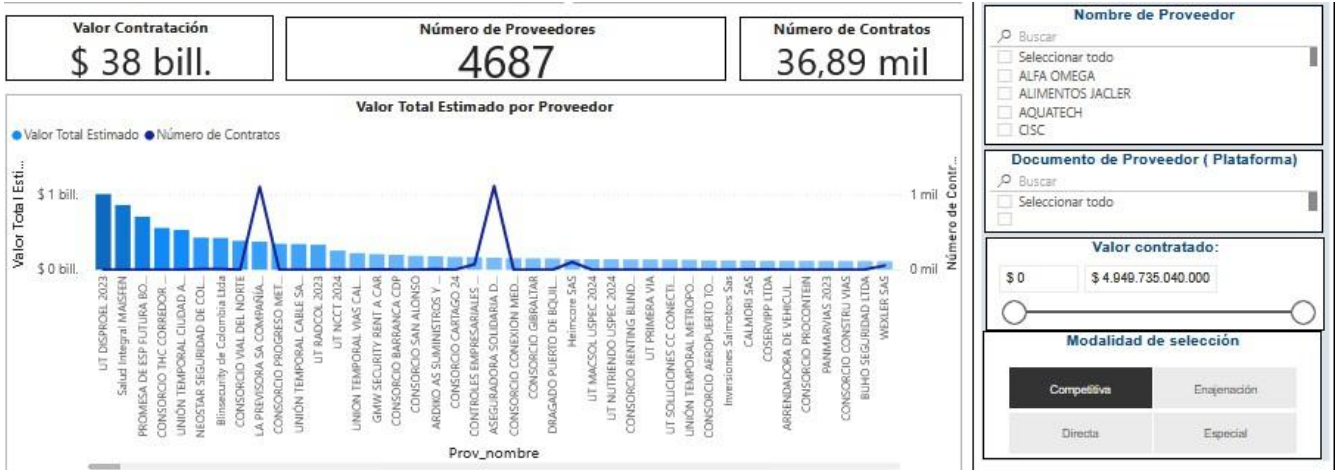 Valor Contratación
$ 38 bill.
Número de Proveedores
4687
Número de Contratos
36,89 mil
Valor Total Estimado por Proveedor
Valor Total Estimado
Número de Contratos
Valor Total Esti...
$ 1 bill.
$ 0 bill.
1 mil
0 mil
Número de Contr...
UT DISPROEL 2023
Salud Integral MAISFEN
PROMESA DE ESP FUTURA BO...
CONSORCIO THC CORREDOR...
UNIÓN TEMPORAL CIUDAD A...
NEOSTAR SEGURIDAD DE COL...
Blinsecurity de Colombia Ltda
CONSORCIO VIAL DEL NORTE
LA PREVISORA SA COMPAÑÍA...
CONSORCIO PROGRESO MET...
UNIÓN TEMPORAL CABLE SA...
UT RADCOL 2023
UT NCCT 2024
UNION TEMPORAL VIAS CAL...
GMW SECURITY RENT A CAR
CONSORCIO BARRANCA CDP
CONSORCIO SAN ALONSO
ARDIKO AS SUMINISTROS Y...
CONSORCIO CARTAGO 24
CONTROLES EMPRESARIALES...
ASEGURADORA SOLIDARIA D...
CONSORCIO CONEXION MED...
CONSORCIO GIBRALTAR
DRAGADO PUERTO DE BQUIL...
Heimcore SAS
UT MACSOL USPEC 2024
UT NUTRIENDO USPEC 2024
CONSORCIO RENTING BLIND...
UT PRIMERA VIA
UT SOLUCIONES CC CONECTI...
UNIÓN TEMPORAL METROPO...
CONSORCIO AEROPUERTO TO...
Inversiones Salmotors Sas
CALMORI SAS
COSERVIPP LTDA
ARRENDADORA DE VEHICUL...
CONSORCIO PROCONTEIN
PANMARVIAS 2023
CONSORCIO CONSTRU VIAS
BUHO SEGURIDAD LTDA
WEXLER SAS
Prov_nombre
Nombre de Proveedor
Buscar
Seleccionar todo
ALFA OMEGA
ALIMENTOS JACLER
AQUATECH
CISC
Documento de Proveedor ( Plataforma)
Buscar
Seleccionar todo
Valor contratado:
$ 0
$ 4.949.735.040.000
Modalidad de selección
Competitiva
Enajenación
Directa
Especial